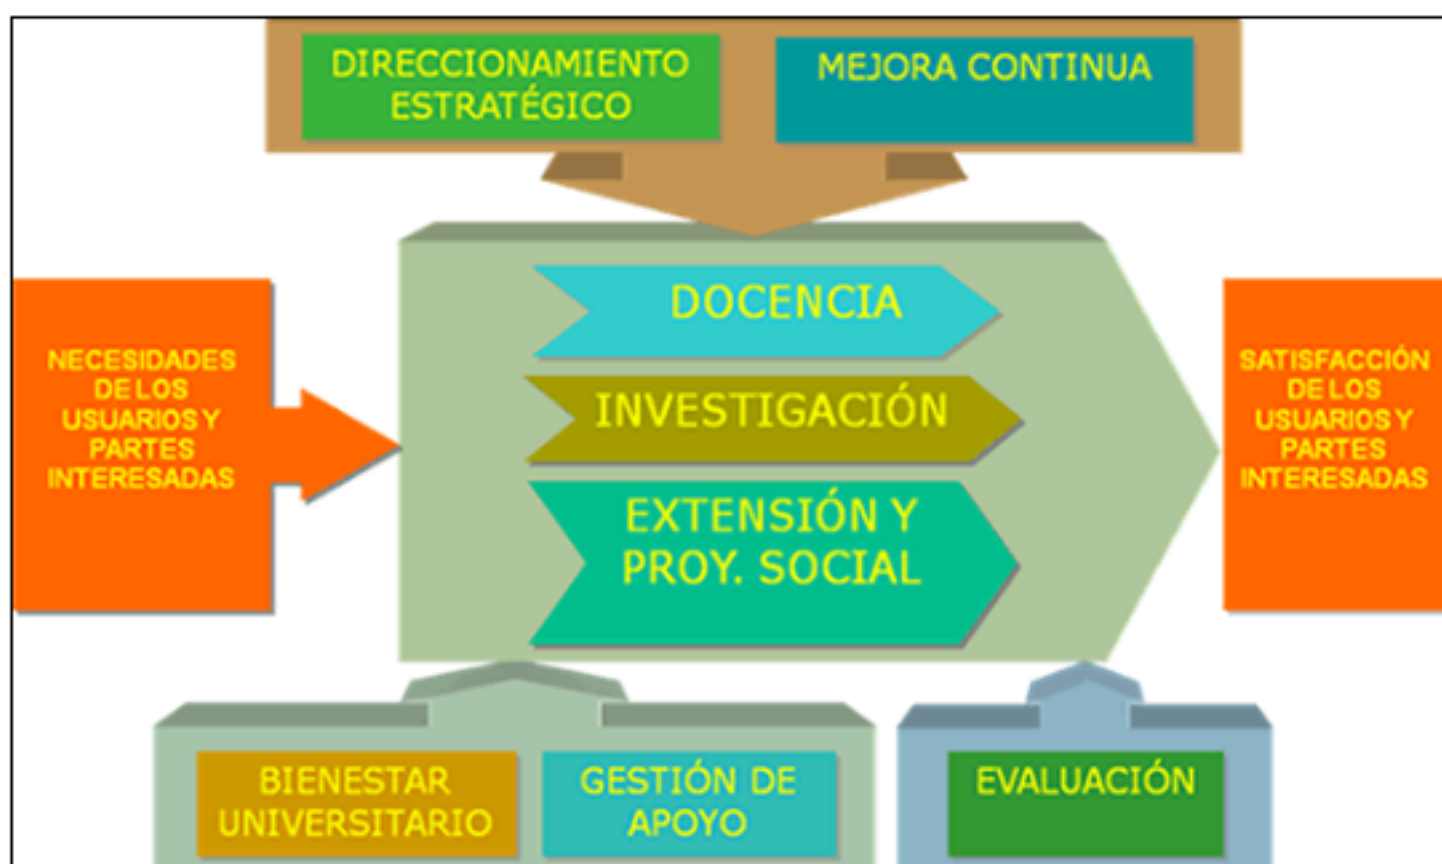 DIRECCIONAMIENTO
ESTRATÉGICO
MEJORA CONTINUA
NECESIDADES
DE LOS
USUARIOS Y
PARTES
INTERESADAS
DOCENCIA
INVESTIGACIÓN
EXTENSIÓN Y
PROY. SOCIAL
SATISFACCIÓN
DE LOS
USUARIOS Y
PARTES
INTERESADAS
BIENESTAR
UNIVERSITARIO
GESTIÓN DE
APOYO
EVALUACIÓN